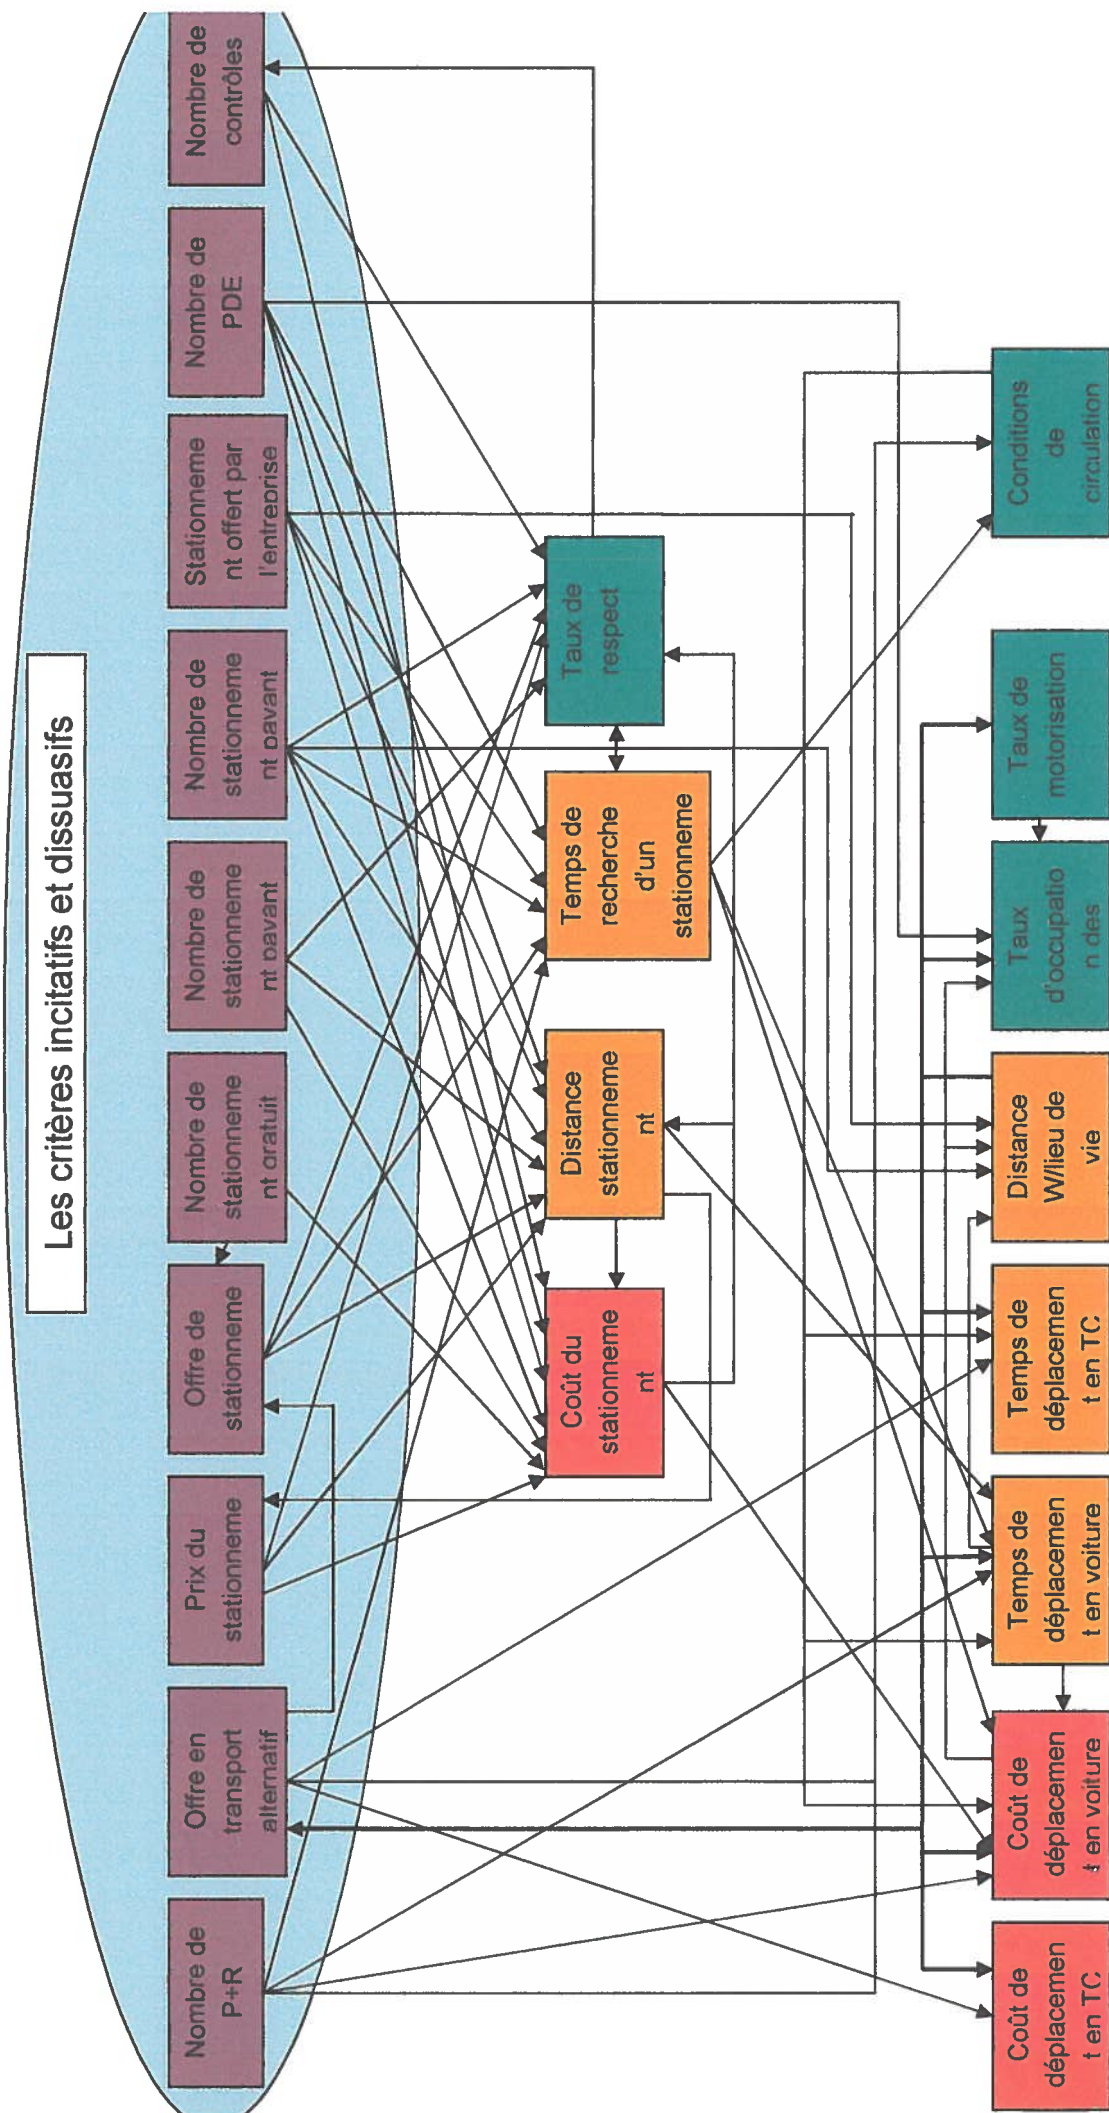 Les critères incitatifs et dissuasifs
Nombre de
P+R
Offre en
transport
alternatif
Prix du
stationneme
Offre de
stationneme
Nombre de
stationneme
nt gratuit
Nombre de
stationneme
nt payant
Nombre de
stationneme
nt payant
Stationneme
nt offert par
l'entreprise
Nombre de
PDE
Nombre de
contrôles
Coût du
stationneme
nt
Distance
stationneme
nt
Temps de
recherche
d'un
stationneme
Taux de
respect
Coût de
déplacemen
t en TC
Coût de
déplacemen
t en voiture
Temps de
déplacemen
t en voiture
Temps de
déplacemen
t en TC
Distance
W/lieu de
vie
Taux
d'occupatio
n des
Taux de
motorisation
Conditions
de
circulation